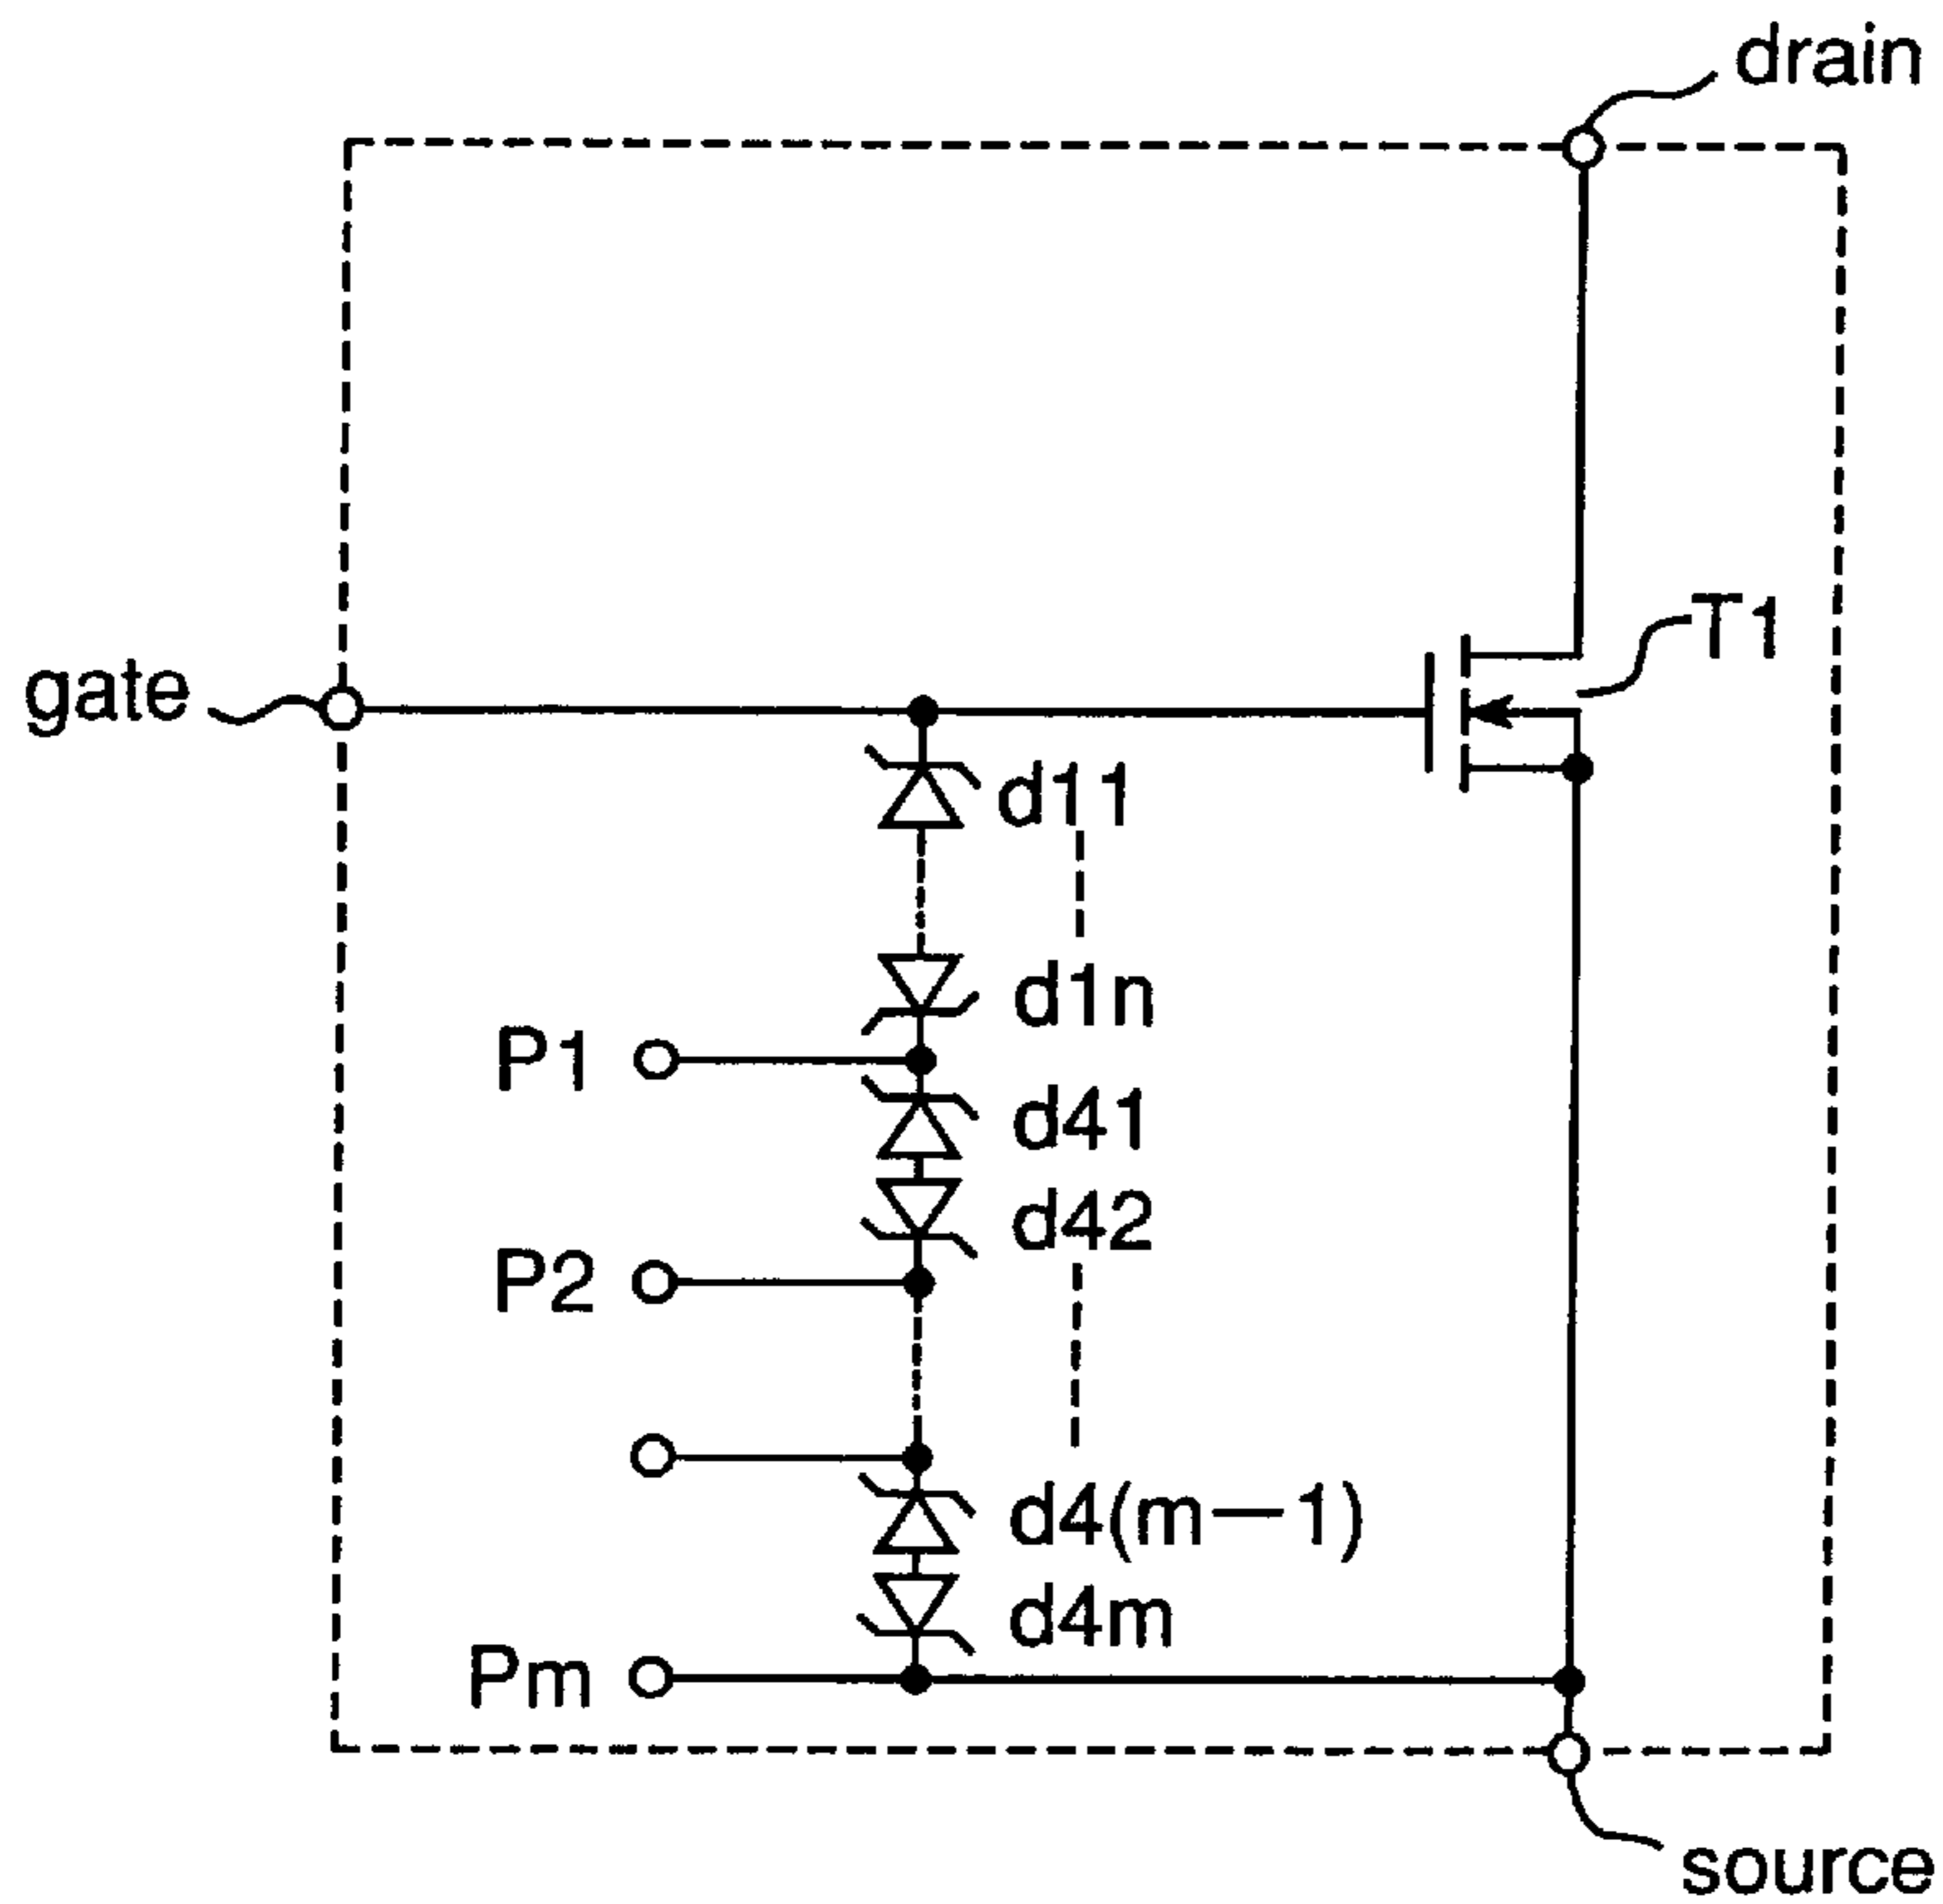 drain
T1
gate
d11
d1n
P1
d41
d42
P2
d4(m—1)
d4m
Pm
source